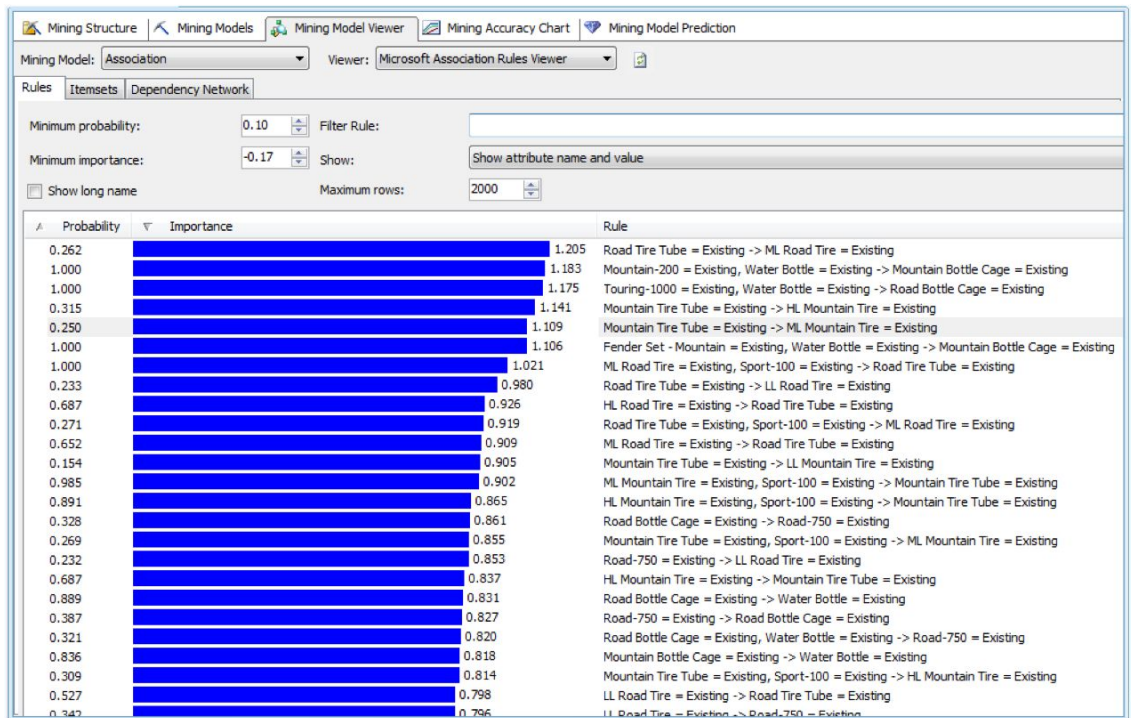 Mining Structure Mining Models Mining Model Viewer Mining Accuracy Chart Mining Model Prediction
Mining Model: Association Viewer: Microsoft Association Rules Viewer
Rules Itemsets Dependency Network
Minimum probability: 0.10 Filter Rule:
Minimum importance: -0.17 Show: Show attribute name and value
Show long name Maximum rows: 2000
Probability Importance Rule
0.262 1.205 Road Tire Tube = Existing -> ML Road Tire = Existing
1.000 1.183 Mountain-200 = Existing, Water Bottle = Existing -> Mountain Bottle Cage = Existing
1.000 1.175 Touring-1000 = Existing, Water Bottle = Existing -> Road Bottle Cage = Existing
0.315 1.141 Mountain Tire Tube = Existing -> HL Mountain Tire = Existing
0.250 1.109 Mountain Tire Tube = Existing -> ML Mountain Tire = Existing
1.000 1.106 Fender Set - Mountain = Existing, Water Bottle = Existing -> Mountain Bottle Cage = Existing
1.000 1.021 ML Road Tire = Existing, Sport-100 = Existing -> Road Tire Tube = Existing
0.233 0.980 Road Tire Tube = Existing -> LL Road Tire = Existing
0.687 0.926 HL Road Tire = Existing -> Road Tire Tube = Existing
0.271 0.919 Road Tire Tube = Existing, Sport-100 = Existing -> ML Road Tire = Existing
0.652 0.909 ML Road Tire = Existing -> Road Tire Tube = Existing
0.154 0.905 Mountain Tire Tube = Existing -> LL Mountain Tire = Existing
0.985 0.902 ML Mountain Tire = Existing, Sport-100 = Existing -> Mountain Tire Tube = Existing
0.891 0.865 HL Mountain Tire = Existing, Sport-100 = Existing -> Mountain Tire Tube = Existing
0.328 0.861 Road Bottle Cage = Existing -> Road-750 = Existing
0.269 0.855 Mountain Tire Tube = Existing, Sport-100 = Existing -> ML Mountain Tire = Existing
0.232 0.853 Road-750 = Existing -> LL Road Tire = Existing
0.687 0.837 HL Mountain Tire = Existing -> Mountain Tire Tube = Existing
0.889 0.831 Road Bottle Cage = Existing -> Water Bottle = Existing
0.387 0.827 Road-750 = Existing -> Road Bottle Cage = Existing
0.321 0.820 Road Bottle Cage = Existing, Water Bottle = Existing -> Road-750 = Existing
0.836 0.818 Mountain Bottle Cage = Existing -> Water Bottle = Existing
0.309 0.814 Mountain Tire Tube = Existing, Sport-100 = Existing -> HL Mountain Tire = Existing
0.527 0.798 LL Road Tire = Existing -> Road Tire Tube = Existing
0.342 0.796 LL Road Tire = Existing -> Road-750 = Existing